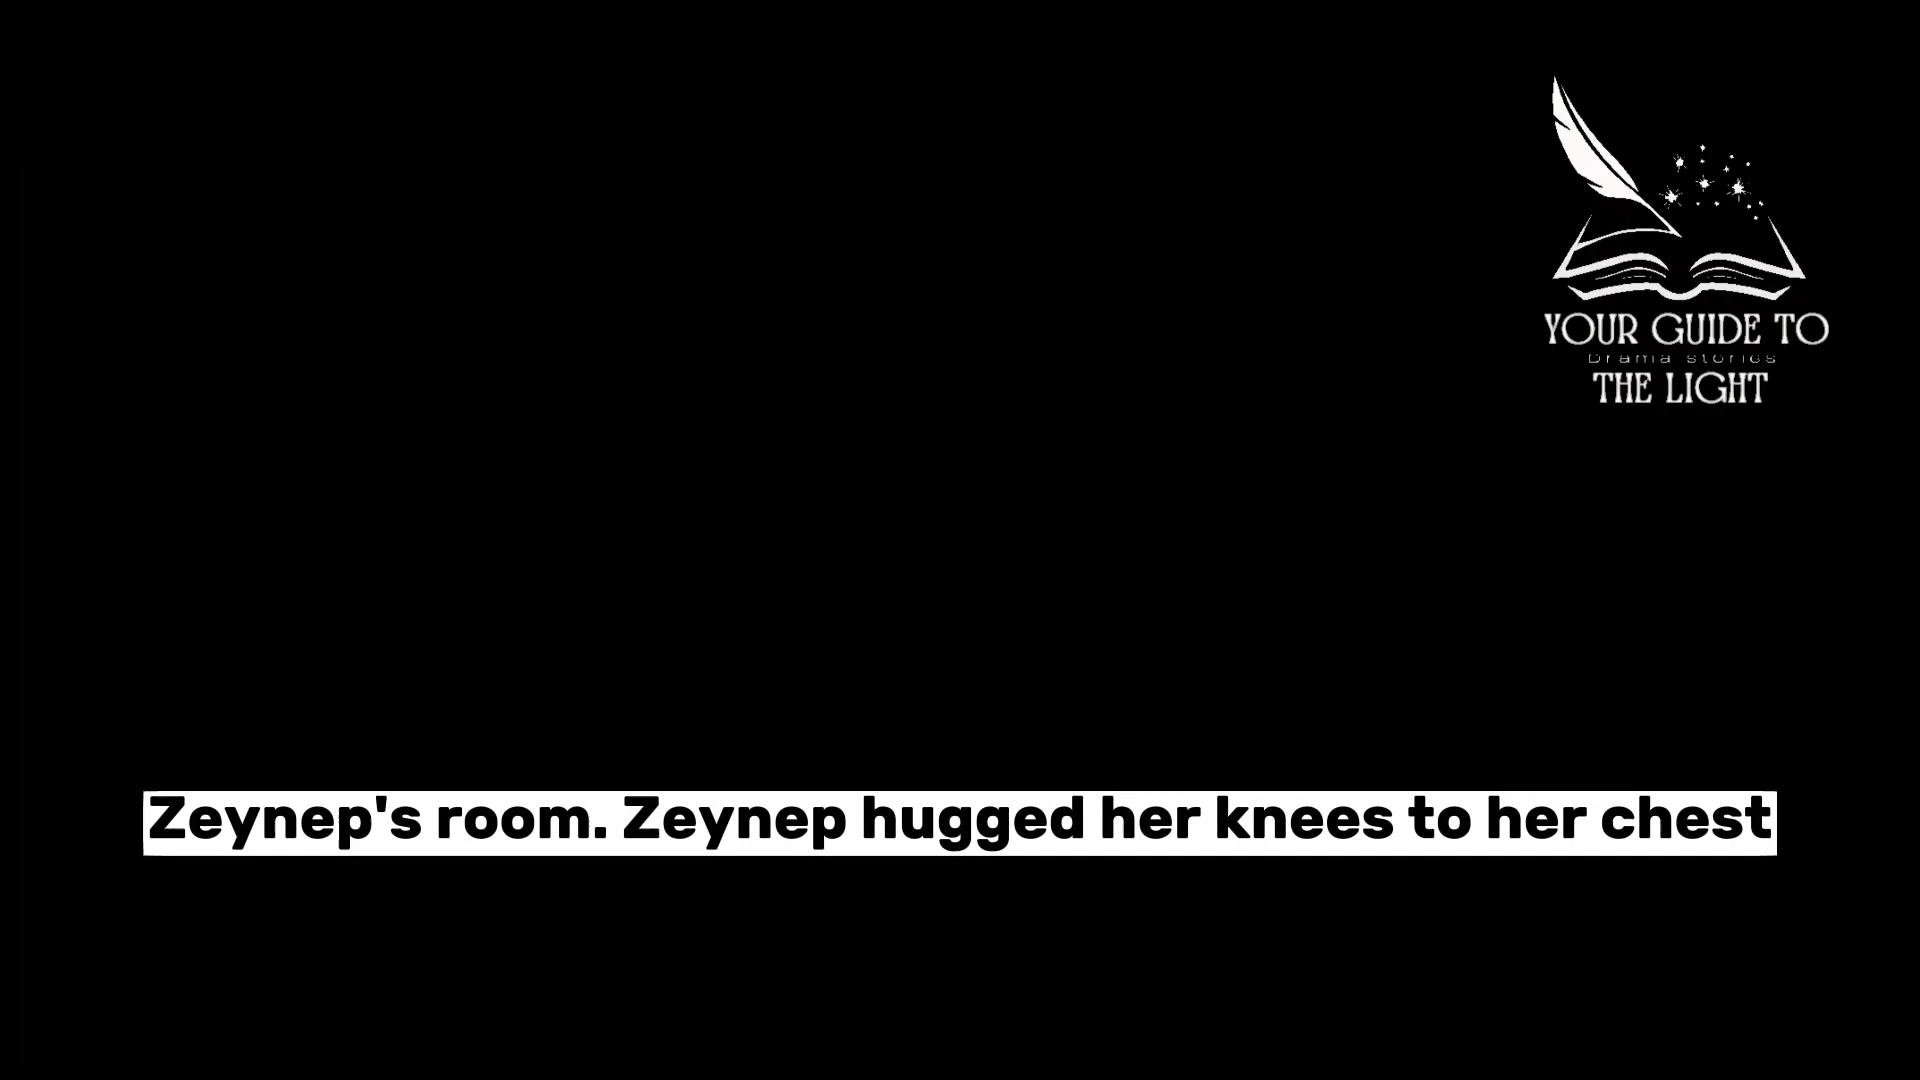 YOUR GUIDE TO
Drama stories
THE LIGHT
Zeynep's room. Zeynep hugged her knees to her chest